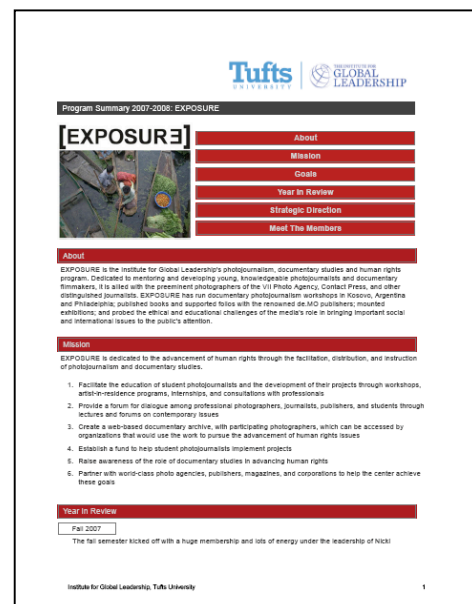 Tufts
UNIVERSITY
THE INSTITUTE FOR
GLOBAL
LEADERSHIP
Program Summary 2007-2008: EXPOSURE
[EXPOSURE]
About
Mission
Goals
Year In Review
Strategic Direction
Meet The Members
About
EXPOSURE is the Institute for Global Leadership's photojournalism, documentary studies and human rights
program. Dedicated to mentoring and developing young, knowledgeable photojournalists and documentary
filmmakers, it is allied with the preeminent photographers of the VII Photo Agency, Contact Press, and other
distinguished journalists. EXPOSURE has run documentary photojournalism workshops in Kosovo, Argentina
and Philadelphia; published books and supported folios with the renowned de.MO publishers; mounted
exhibitions; and probed the ethical and educational challenges of the media's role in bringing important social
and international issues to the public's attention.
Mission
EXPOSURE is dedicated to the advancement of human rights through the facilitation, distribution, and instruction
of photojournalism and documentary studies.
1. Facilitate the education of student photojournalists and the development of their projects through workshops,
artist-in-residence programs, internships, and consultations with professionals
2. Provide a forum for dialogue among professional photographers, journalists, publishers, and students through
lectures and forums on contemporary issues
3. Create a web-based documentary archive, with participating photographers, which can be accessed by
organizations that would use the work to pursue the advancement of human rights issues
4. Establish a fund to help student photojournalists implement projects
5. Raise awareness of the role of documentary studies in advancing human rights
6. Partner with world-class photo agencies, publishers, magazines, and corporations to help the center achieve
these goals
Year In Review
Fall 2007
The fall semester kicked off with a huge membership and lots of energy under the leadership of Nicki
Institute for Global Leadership, Tufts University 1